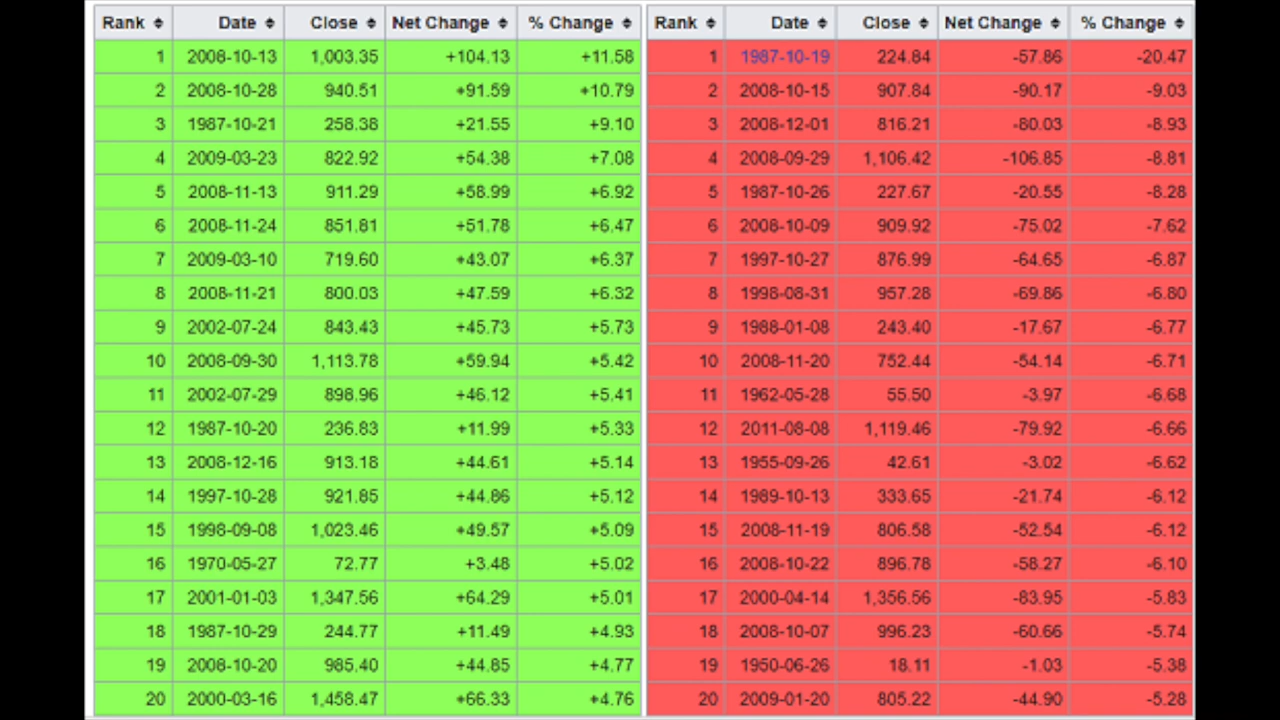 Rank Date Close Net Change % Change Rank Date Close Net Change % Change
1 2008-10-13 1,003.35 +104.13 +11.58 1 1987-10-19 224.84 -57.86 -20.47
2 2008-10-28 940.51 +91.59 +10.79 2 2008-10-15 907.84 -90.17 -9.03
3 1987-10-21 258.38 +21.55 +9.10 3 2008-12-01 816.21 -80.03 -8.93
4 2009-03-23 822.92 +54.38 +7.08 4 2008-09-29 1,106.42 -106.85 -8.81
5 2008-11-13 911.29 +58.99 +6.92 5 1987-10-26 227.67 -20.55 -8.28
6 2008-11-24 851.81 +51.78 +6.47 6 2008-10-09 909.92 -75.02 -7.62
7 2009-03-10 719.60 +43.07 +6.37 7 1997-10-27 876.99 -64.65 -6.87
8 2008-11-21 800.03 +47.59 +6.32 8 1998-08-31 957.28 -69.86 -6.80
9 2002-07-24 843.43 +45.73 +5.73 9 1988-01-08 243.40 -17.67 -6.77
10 2008-09-30 1,113.78 +59.94 +5.42 10 2008-11-20 752.44 -54.14 -6.71
11 2002-07-29 898.96 +46.12 +5.41 11 1962-05-28 55.50 -3.97 -6.68
12 1987-10-20 236.83 +11.99 +5.33 12 2011-08-08 1,119.46 -79.92 -6.66
13 2008-12-16 913.18 +44.61 +5.14 13 1955-09-26 42.61 -3.02 -6.62
14 1997-10-28 921.85 +44.86 +5.12 14 1989-10-13 333.65 -21.74 -6.12
15 1998-09-08 1,023.46 +49.57 +5.09 15 2008-11-19 806.58 -52.54 -6.12
16 1970-05-27 72.77 +3.48 +5.02 16 2008-10-22 896.78 -58.27 -6.10
17 2001-01-03 1,347.56 +64.29 +5.01 17 2000-04-14 1,356.56 -83.95 -5.83
18 1987-10-29 244.77 +11.49 +4.93 18 2008-10-07 996.23 -60.66 -5.74
19 2008-10-20 985.40 +44.85 +4.77 19 1950-06-26 18.11 -1.03 -5.38
20 2000-03-16 1,458.47 +66.33 +4.76 20 2009-01-20 805.22 -44.90 -5.28